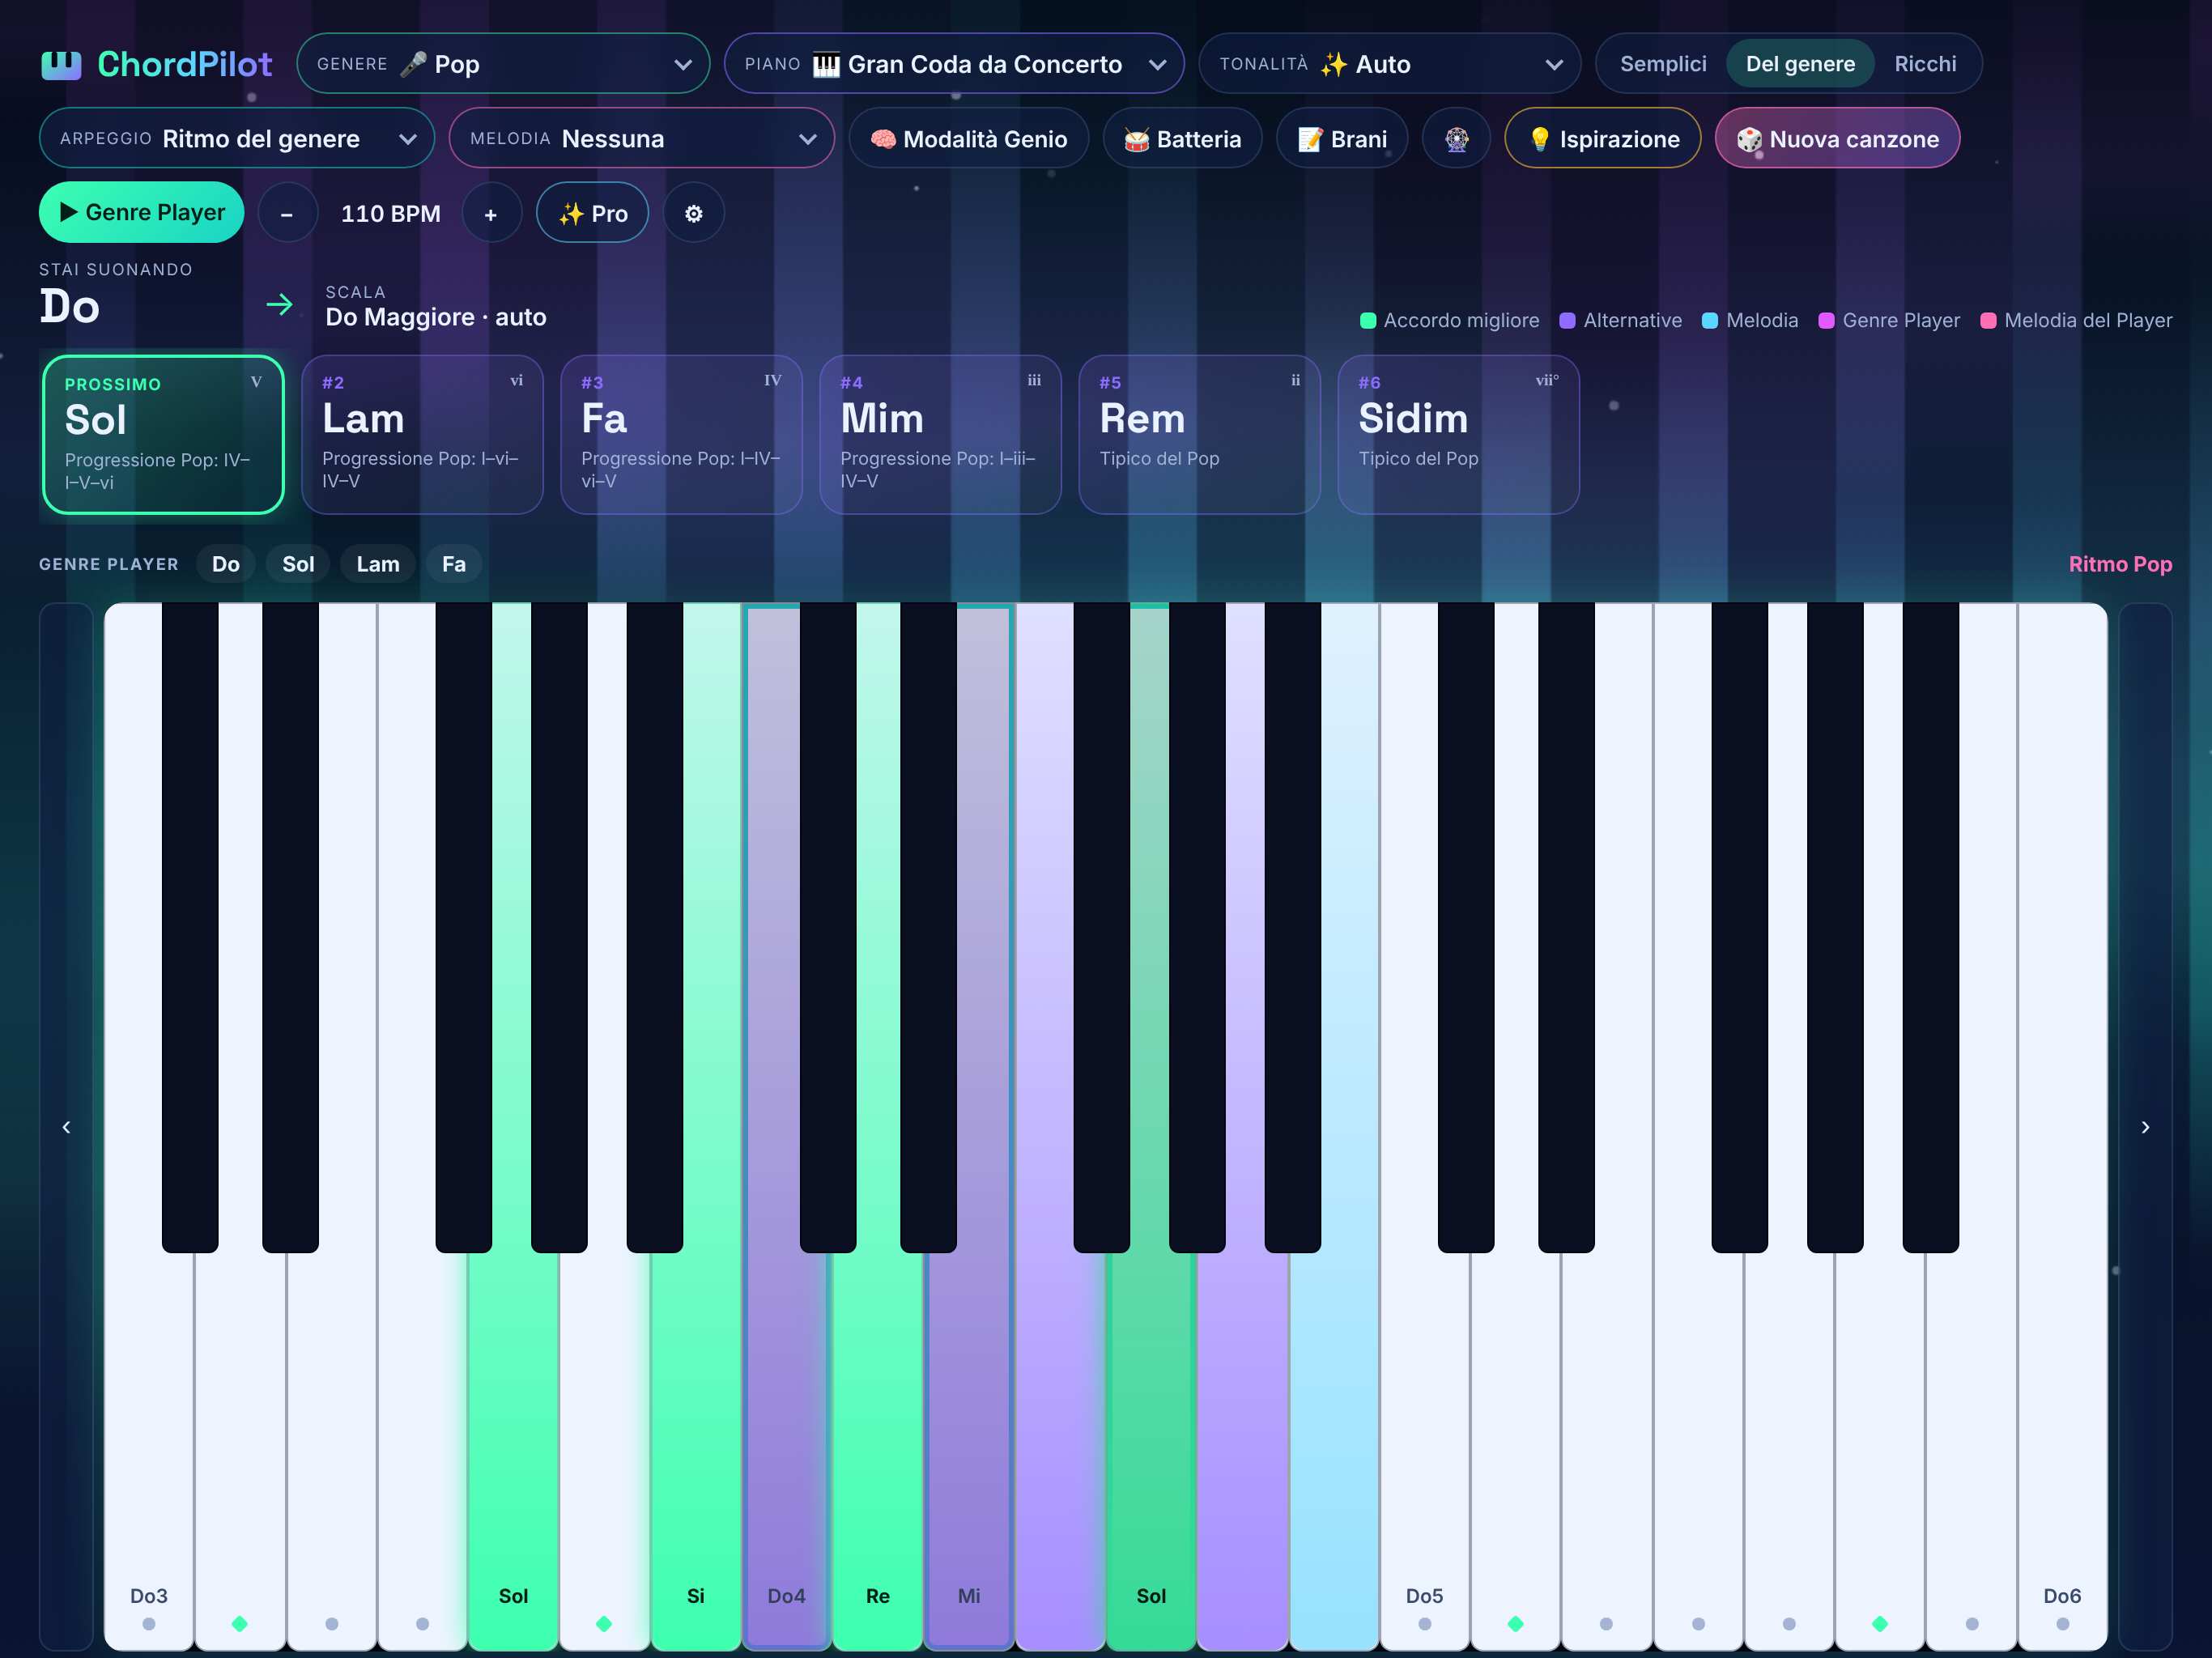 ChordPilot
GENERE 🎤 Pop
PIANO 🎹 Gran Coda da Concerto
TONALITÀ ✨ Auto
Semplici Del genere Ricchi
ARPEGGIO Ritmo del genere
MELODIA Nessuna
🧠 Modalità Genio
🥁 Batteria
📝 Brani
🎡
💡 Ispirazione
🎲 Nuova canzone
▶ Genre Player
– 110 BPM +
✨ Pro
⚙
STAI SUONANDO
Do
→
SCALA
Do Maggiore · auto
Accordo migliore Alternative Melodia Genre Player Melodia del Player
PROSSIMO V
Sol
Progressione Pop: IV–
I–V–vi
#2 vi
Lam
Progressione Pop: I–vi–
IV–V
#3 IV
Fa
Progressione Pop: I–IV–
vi–V
#4 iii
Mim
Progressione Pop: I–iii–
IV–V
#5 ii
Rem
Tipico del Pop
#6 vii°
Sidim
Tipico del Pop
GENRE PLAYER Do Sol Lam Fa
Ritmo Pop
‹ ›
Do3 Sol Si Do4 Re Mi Sol Do5 Do6